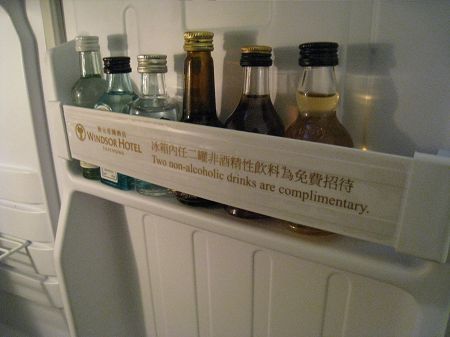 WINDSOR HOTEL
冰箱內任二罐非酒精性飲料為免費招待
Two non-alcoholic drinks are complimentary.